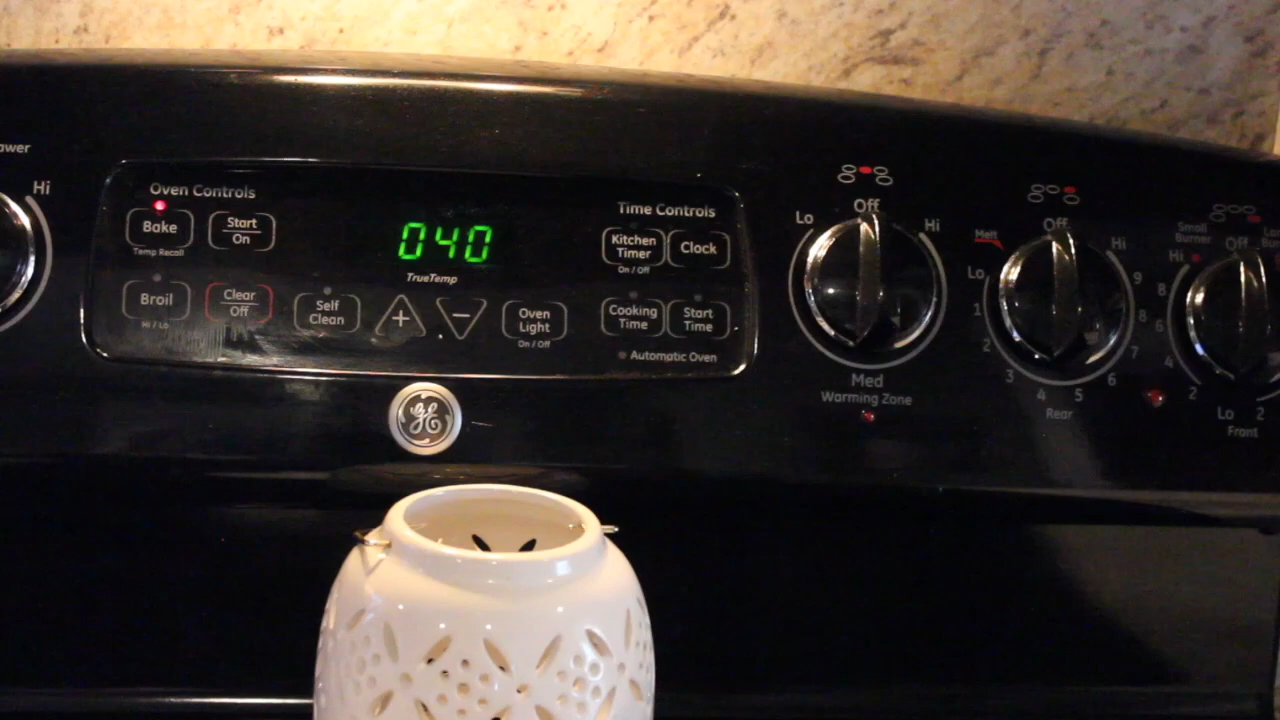 Hi
Oven Controls
Bake
Temp Recall
Start
On
Broil
Hi / Lo
Clear
Off
Self
Clean
+
−
040
TrueTemp
Oven
Light
On / Off
Time Controls
Kitchen
Timer
On / Off
Clock
Cooking
Time
Start
Time
Automatic Oven
GE
Off
Lo
Hi
Med
Warming Zone
Off
Melt
Hi
Lo
9
1
8
2
7
3
6
4
5
Rear
Small
Burner
Off
Hi
8
6
4
2
Lo
2
Front